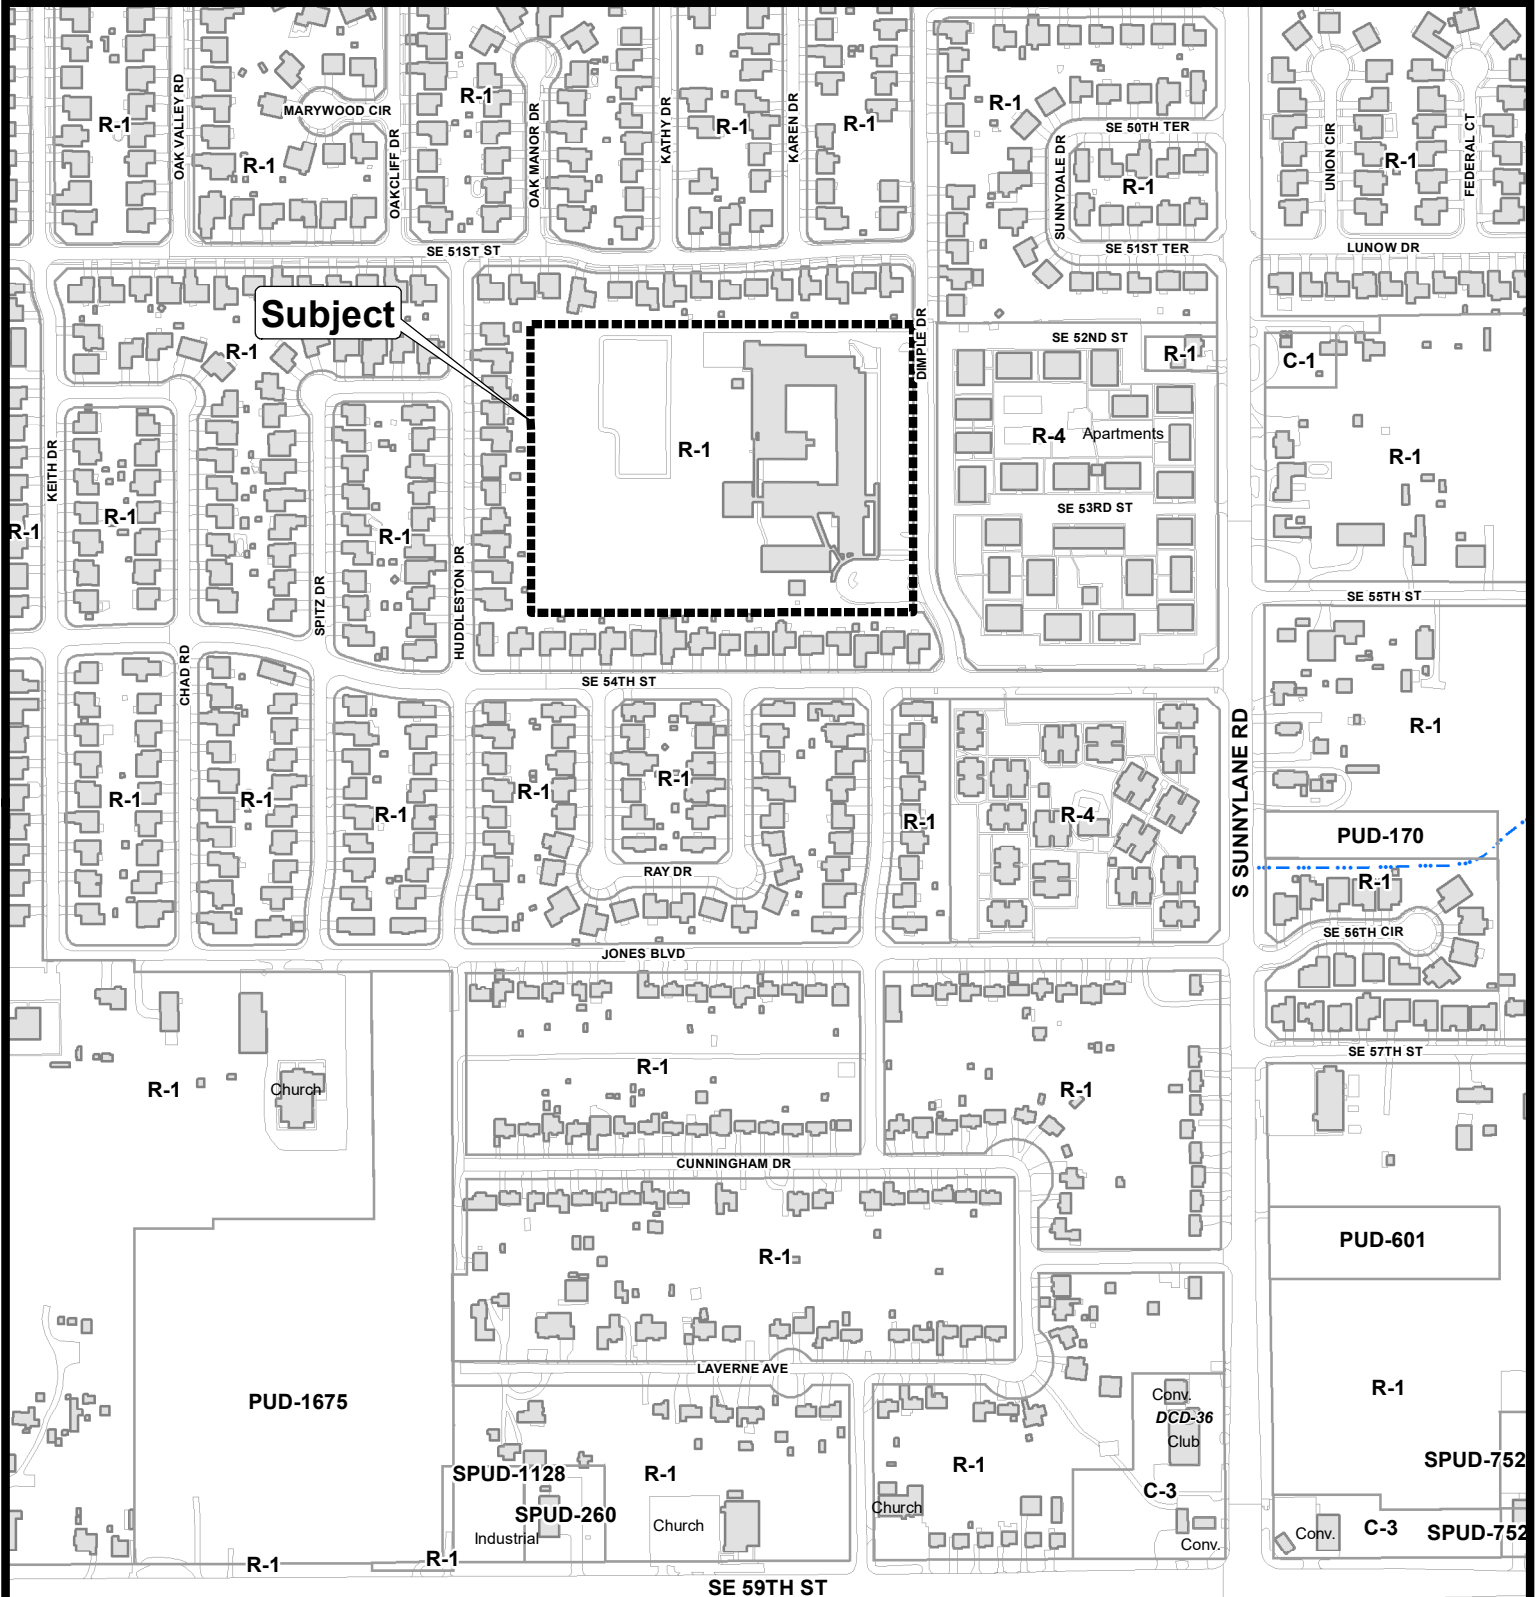 MARYWOOD CIR
OAK VALLEY RD
R-1
R-1
OAKCLIFF DR
R-1
OAK MANOR DR
KATHY DR
R-1
KAREN DR
R-1
R-1
SE 50TH TER
SUNNYDALE DR
R-1
SE 51ST TER
UNION CIR
R-1
FEDERAL CT
LUNOW DR
SE 51ST ST
Subject
R-1
DIMPLE DR
SE 52ND ST
R-1
C-1
R-1
R-4
Apartments
R-1
KEITH DR
R-1
R-1
R-1
SE 53RD ST
HUDDLESTON DR
SPITZ DR
SE 55TH ST
CHAD RD
SE 54TH ST
R-1
S SUNNYLANE RD
R-1
R-1
R-1
R-1
R-1
R-1
R-4
PUD-170
RAY DR
R-1
SE 56TH CIR
JONES BLVD
SE 57TH ST
R-1
Church
R-1
R-1
CUNNINGHAM DR
R-1
PUD-601
LAVERNE AVE
PUD-1675
R-1
Conv.
DCD-36
Club
SPUD-752
SPUD-1128
R-1
R-1
C-3
SPUD-260
Industrial
Church
Church
Conv.
Conv.
C-3
SPUD-752
R-1
R-1
SE 59TH ST